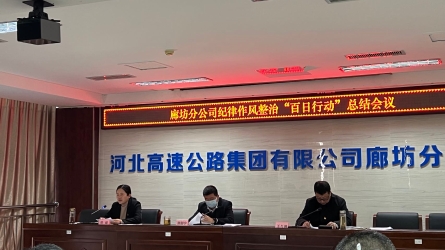 廊坊分公司纪律作风整治“百日行动”总结会议
河北高速公路集团有限公司廊坊分